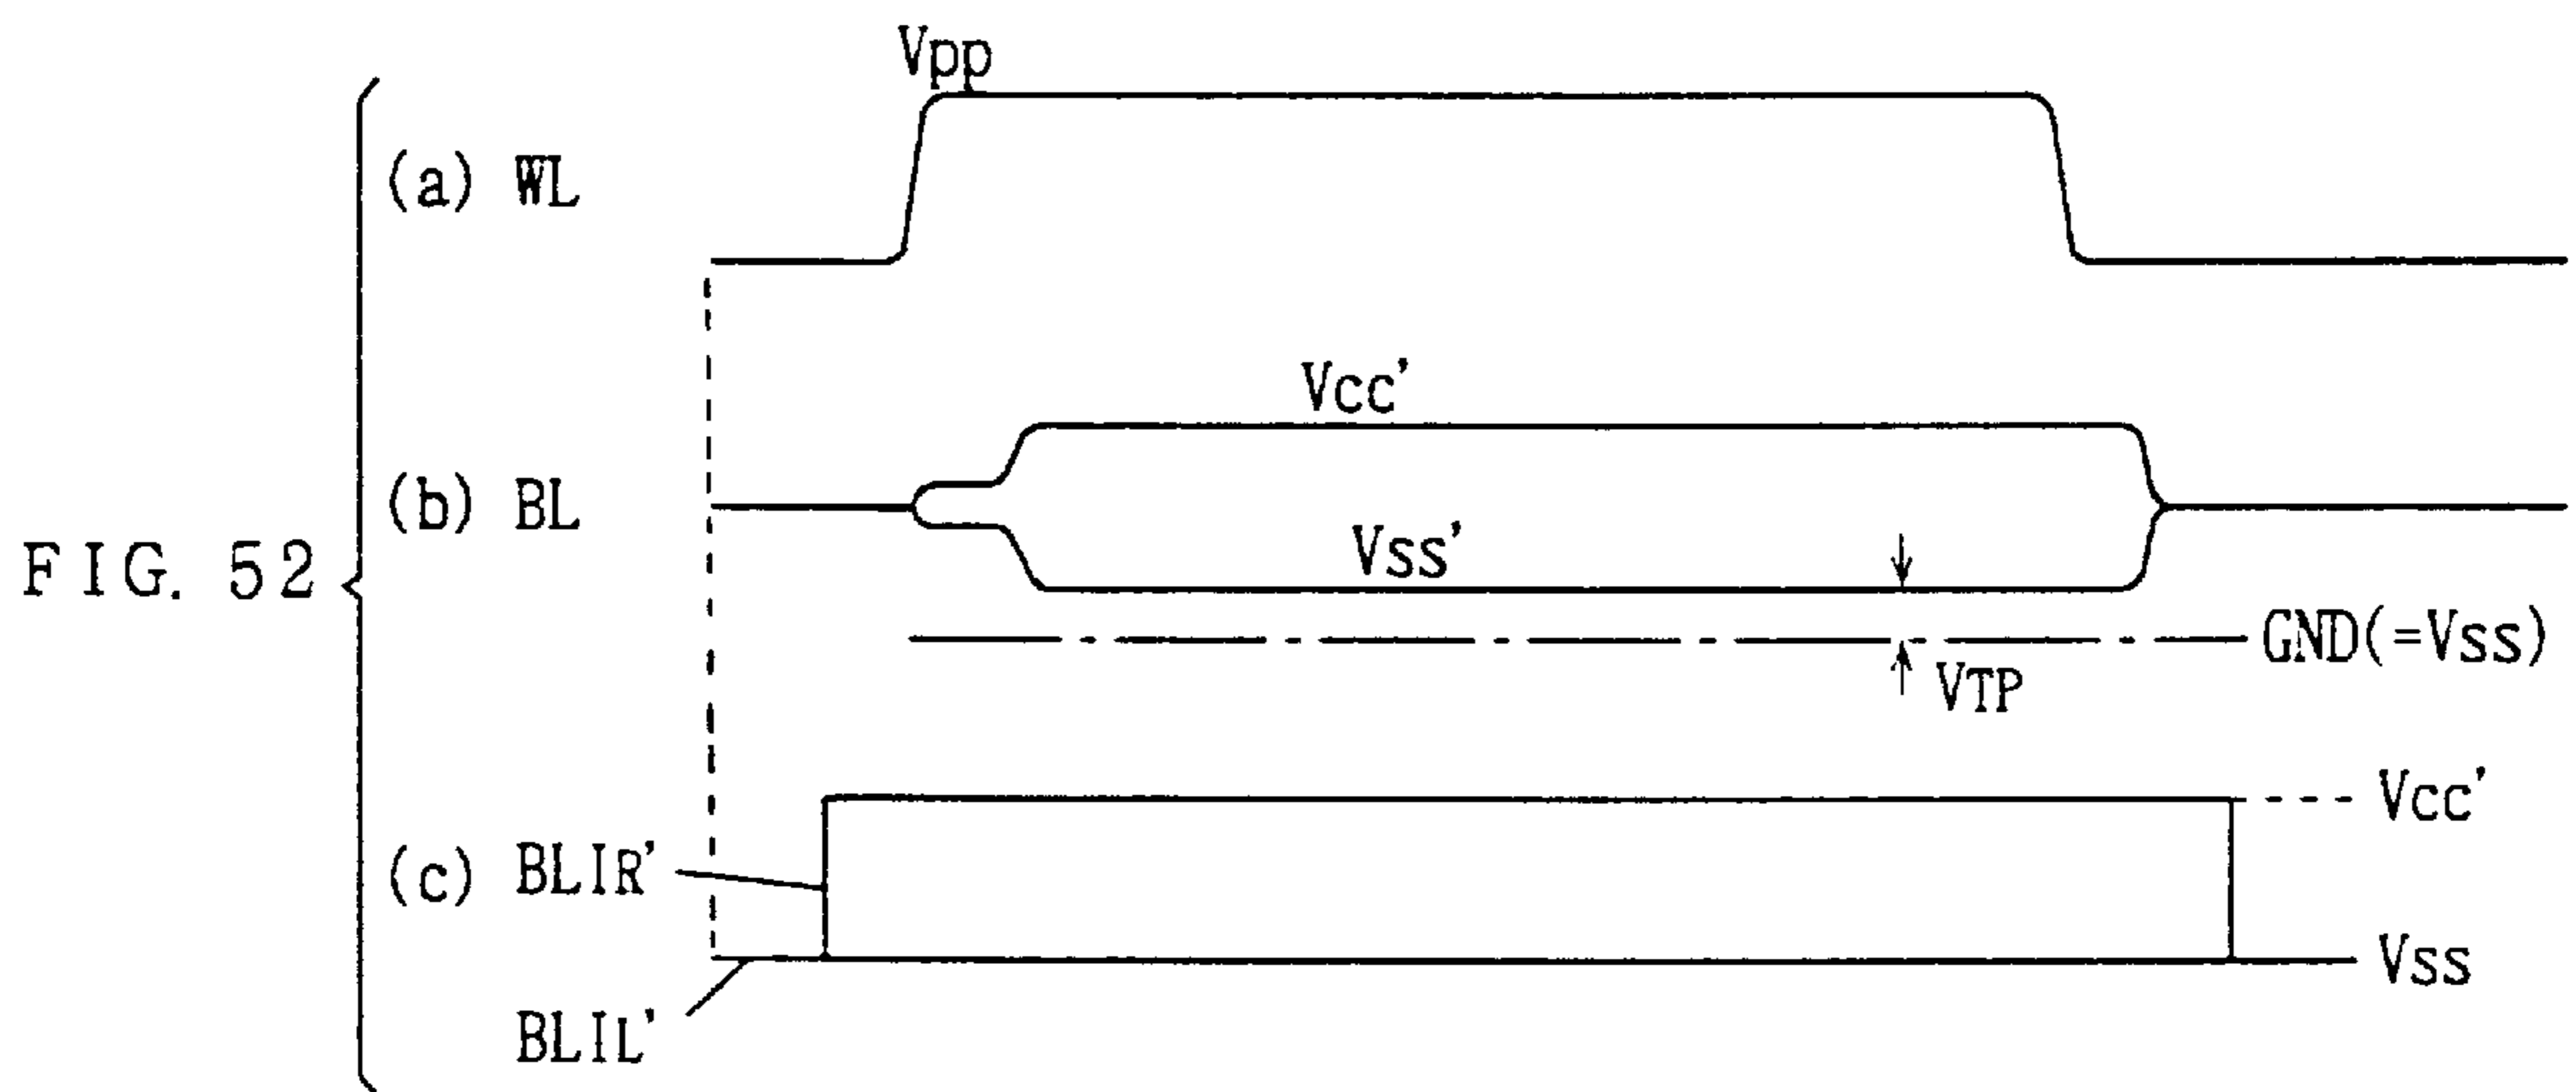 Vpp
(a) WL
Vcc'
(b) BL
Vss'
FIG. 52
GND(=Vss)
VTP
Vcc'
(c) BLIR'
Vss
BLIL'